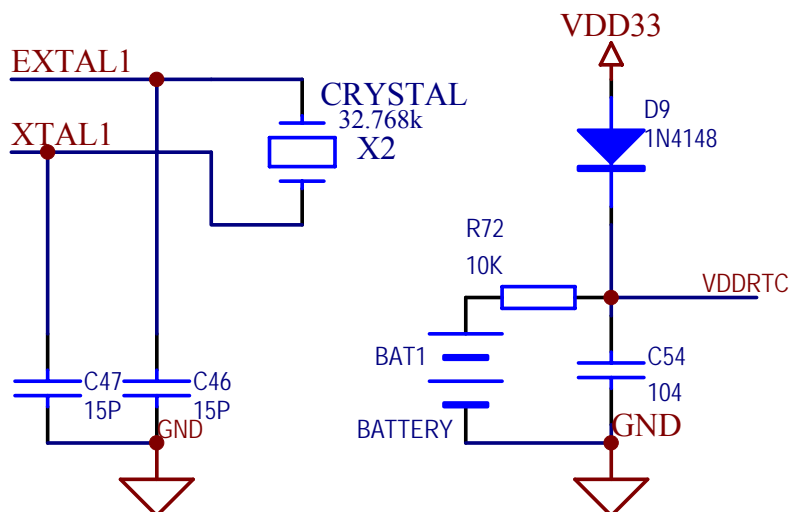 EXTAL1
CRYSTAL
32.768k
X2
XTAL1
C47
15P
C46
15P
GND
VDD33
D9
1N4148
R72
10K
VDDRTC
BAT1
BATTERY
C54
104
GND